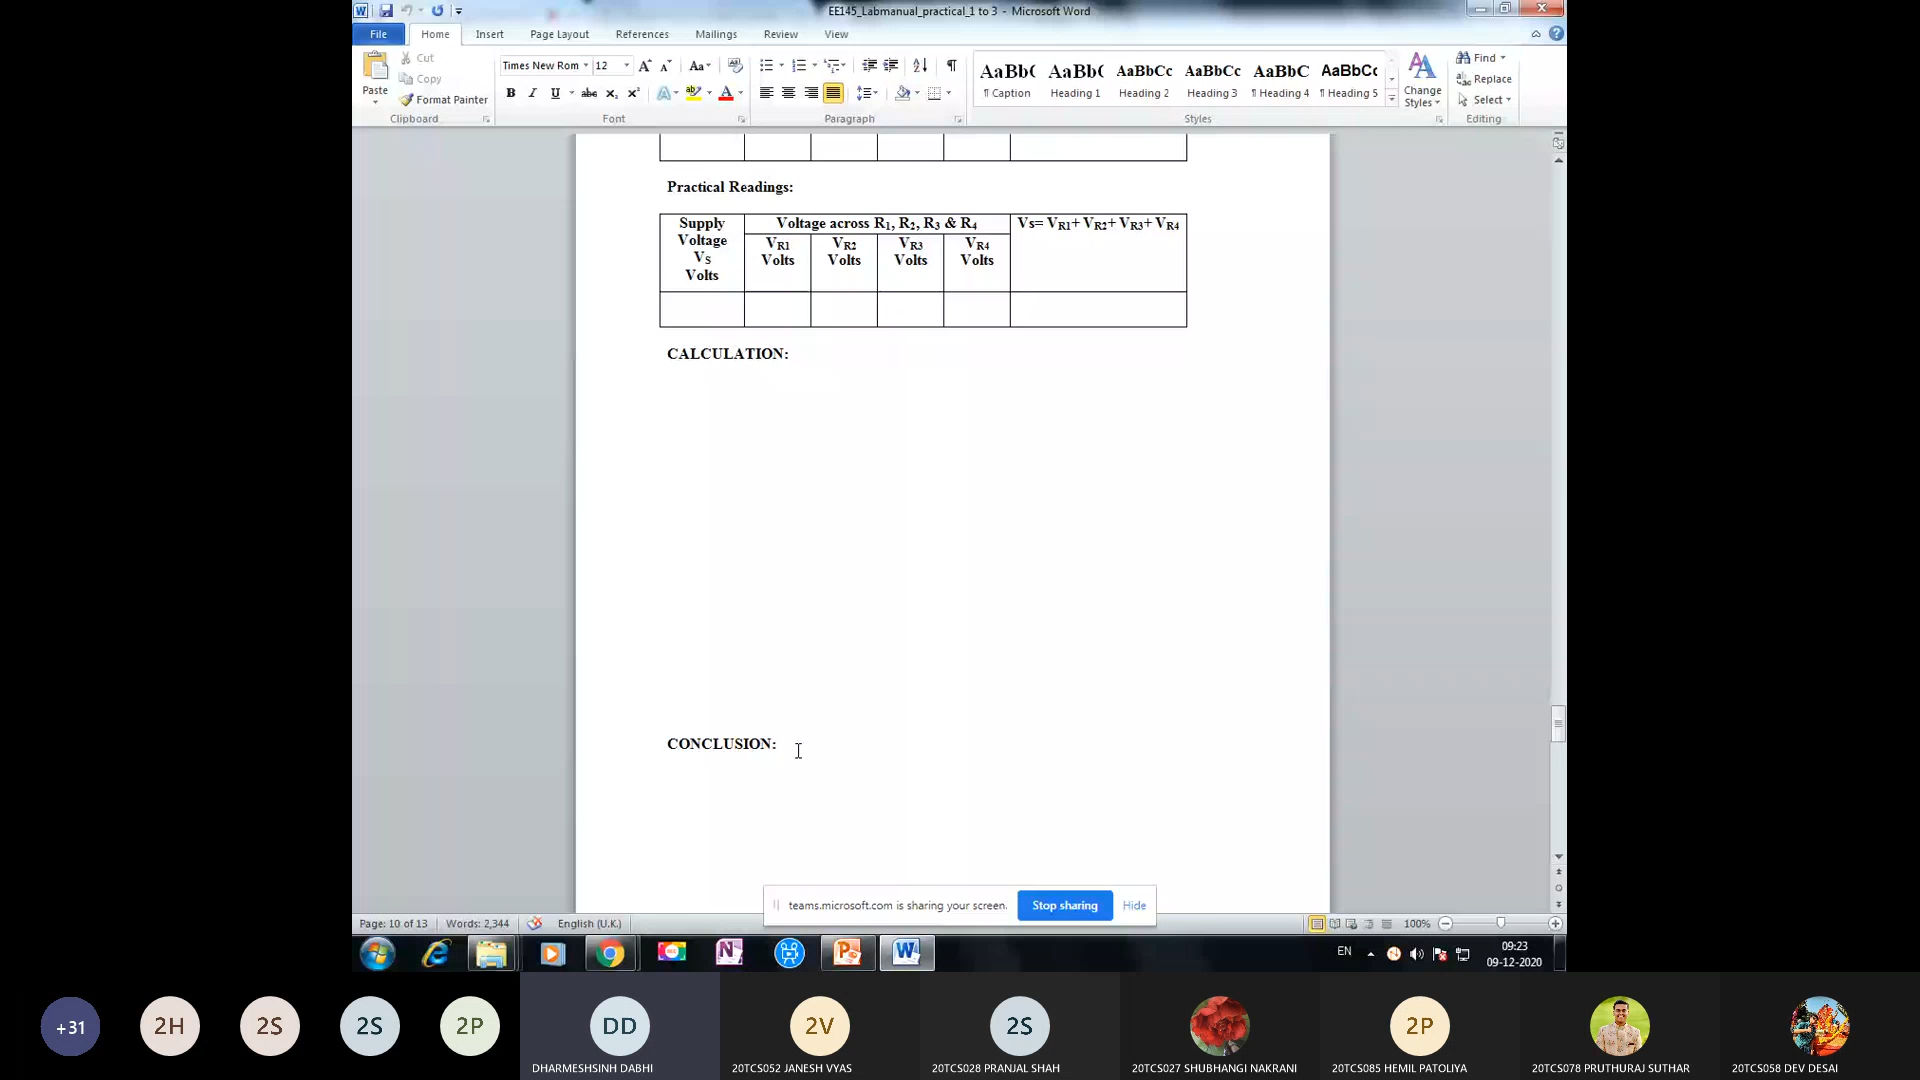 EE145_Labmanual_practical_1 to 3 - Microsoft Word
File Home Insert Page Layout References Mailings Review View
Paste
Cut
Copy
Format Painter
Clipboard
Times New Rom 12
Aa
B I U abc x₂ x²
Font
Paragraph
AaBb( AaBb( AaBbCc AaBbCc AaBbC AaBbCc
¶ Caption Heading 1 Heading 2 Heading 3 ¶ Heading 4 ¶ Heading 5
Styles
Change
Styles
Find
Replace
Select
Editing
Practical Readings:
Supply
Voltage
VS
Volts
Voltage across R1, R2, R3 & R4
VR1
Volts
VR2
Volts
VR3
Volts
VR4
Volts
Vs= VR1+ VR2+ VR3+ VR4
CALCULATION:
CONCLUSION:
teams.microsoft.com is sharing your screen.
Stop sharing
Hide
Page: 10 of 13 Words: 2,344 English (U.K.) 100%
EN
09:23
09-12-2020
+31 2H 2S 2S 2P DD 2V 2S 2P
DHARMESHSINH DABHI
20TCS052 JANESH VYAS
20TCS028 PRANJAL SHAH
20TCS027 SHUBHANGI NAKRANI
20TCS085 HEMIL PATOLIYA
20TCS078 PRUTHURAJ SUTHAR
20TCS058 DEV DESAI